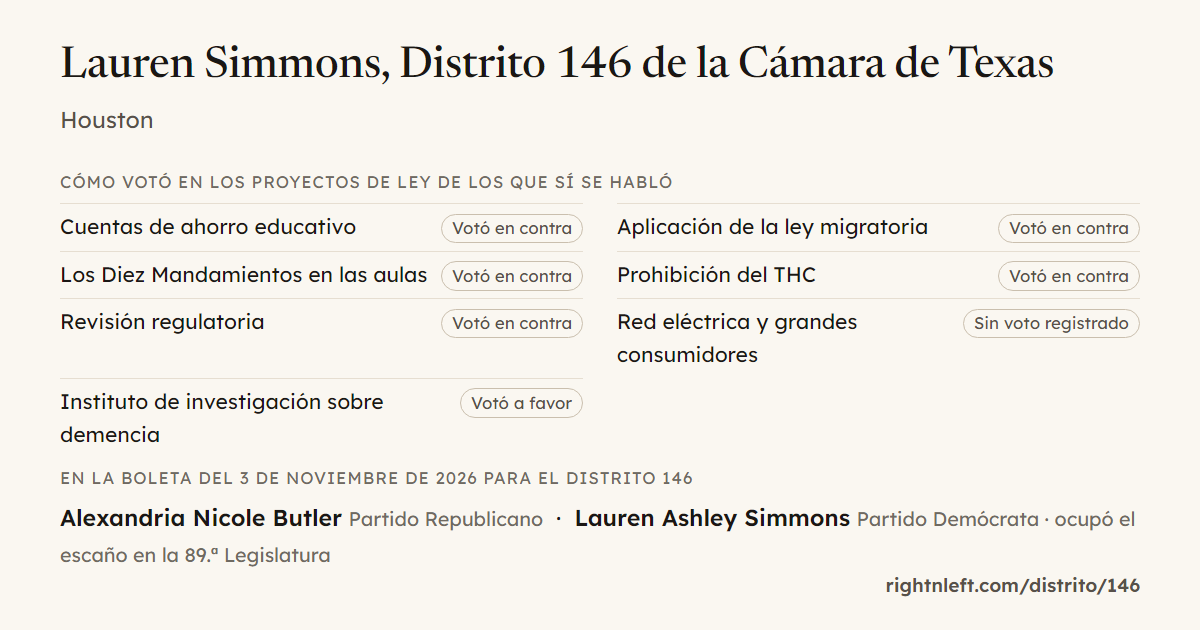 Lauren Simmons, Distrito 146 de la Cámara de Texas
Houston
CÓMO VOTÓ EN LOS PROYECTOS DE LEY DE LOS QUE SÍ SE HABLÓ
Cuentas de ahorro educativo Votó en contra
Aplicación de la ley migratoria Votó en contra
Los Diez Mandamientos en las aulas Votó en contra
Prohibición del THC Votó en contra
Revisión regulatoria Votó en contra
Red eléctrica y grandes Sin voto registrado
consumidores
Instituto de investigación sobre Votó a favor
demencia
EN LA BOLETA DEL 3 DE NOVIEMBRE DE 2026 PARA EL DISTRITO 146
Alexandria Nicole Butler Partido Republicano · Lauren Ashley Simmons Partido Demócrata · ocupó el
escaño en la 89.ª Legislatura
rightnleft.com/distrito/146